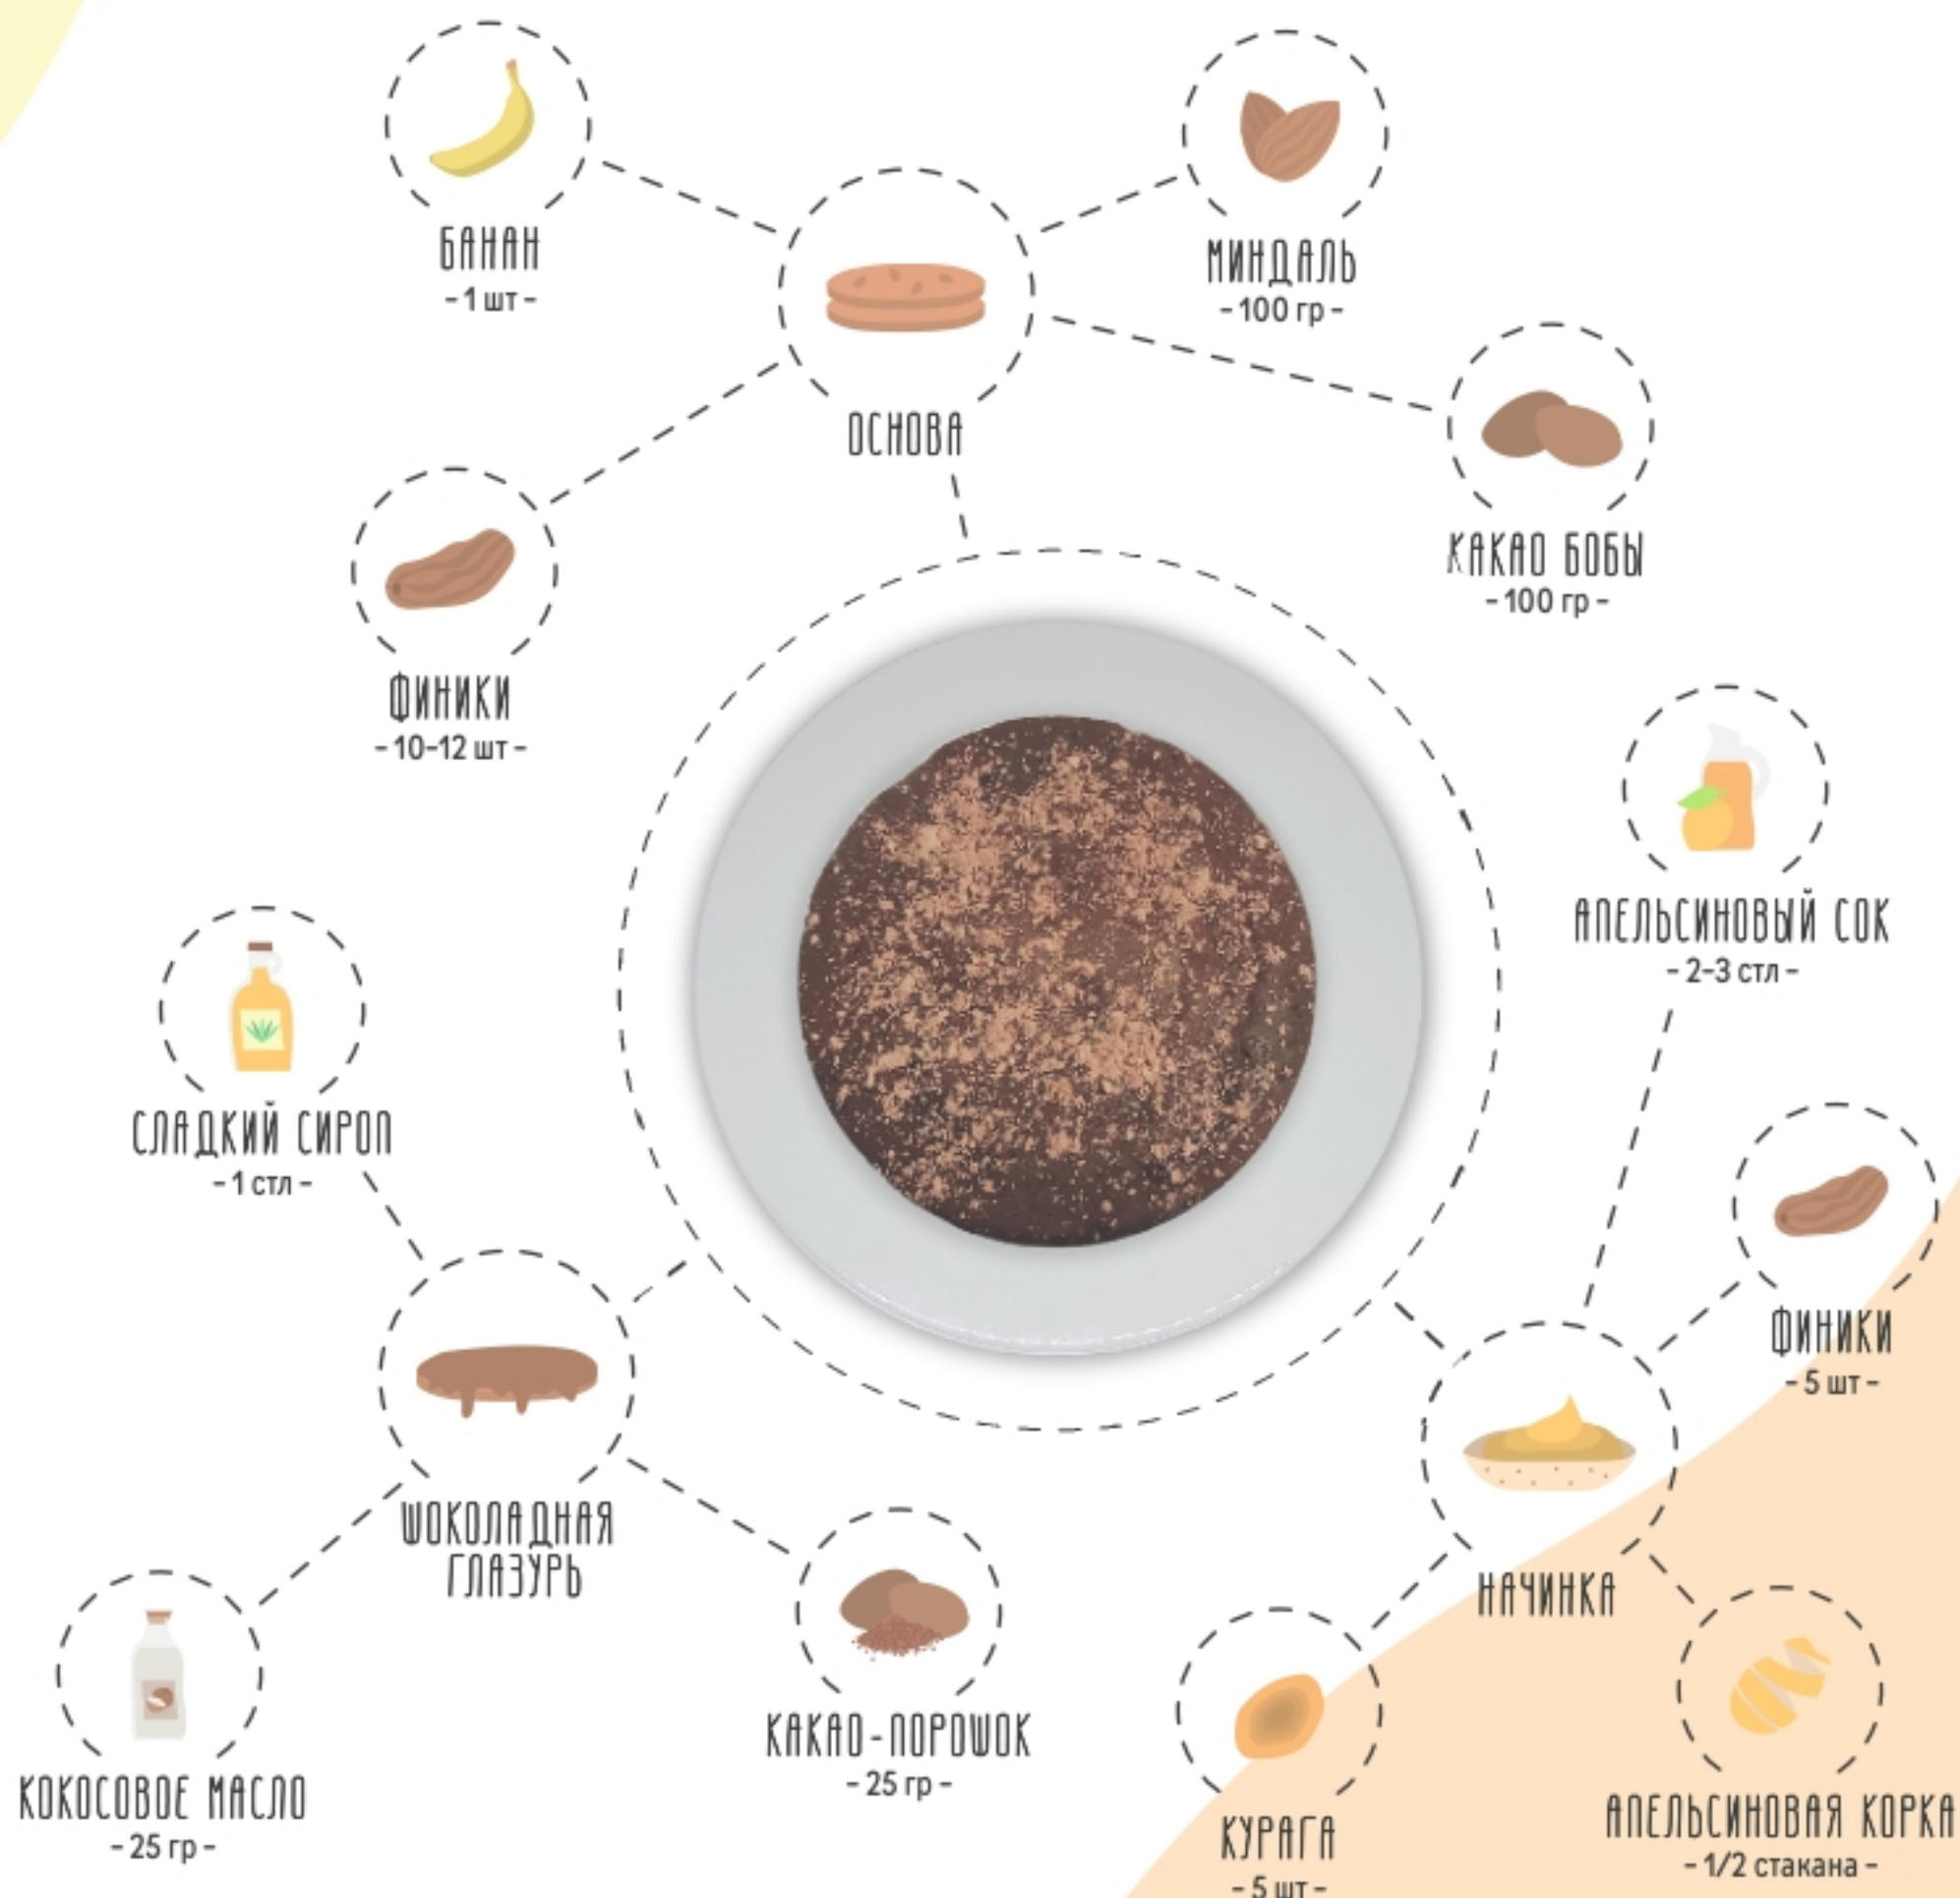 БАНАН
- 1 шт -
МИНДАЛЬ
- 100 гр -
ОСНОВА
КАКАО БОБЫ
- 100 гр -
ФИНИКИ
- 10-12 шт -
АПЕЛЬСИНОВЫЙ СОК
- 2-3 стл -
СЛАДКИЙ СИРОП
- 1 стл -
ФИНИКИ
- 5 шт -
ШОКОЛАДНАЯ
ГЛАЗУРЬ
НАЧИНКА
КАКАО-ПОРОШОК
- 25 гр -
КОКОСОВОЕ МАСЛО
- 25 гр -
КУРАГА
- 5 шт -
АПЕЛЬСИНОВАЯ КОРКА
- 1/2 стакана -